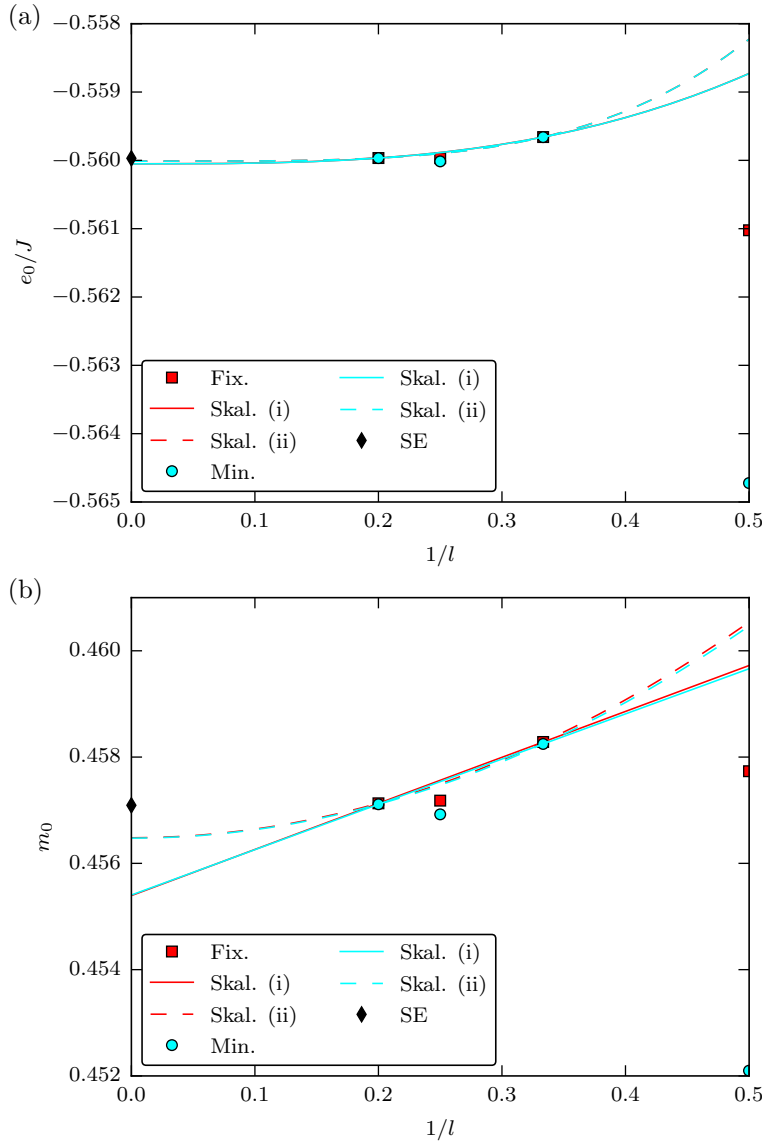 (a)
−0.558
−0.559
−0.560
−0.561
−0.562
−0.563
−0.564
−0.565
e₀/J
Fix.
Skal. (i)
Skal. (ii)
Min.
Skal. (i)
Skal. (ii)
SE
0.0 0.1 0.2 0.3 0.4 0.5
1/l
(b)
0.460
0.458
0.456
0.454
0.452
m₀
Fix.
Skal. (i)
Skal. (ii)
Min.
Skal. (i)
Skal. (ii)
SE
0.0 0.1 0.2 0.3 0.4 0.5
1/l